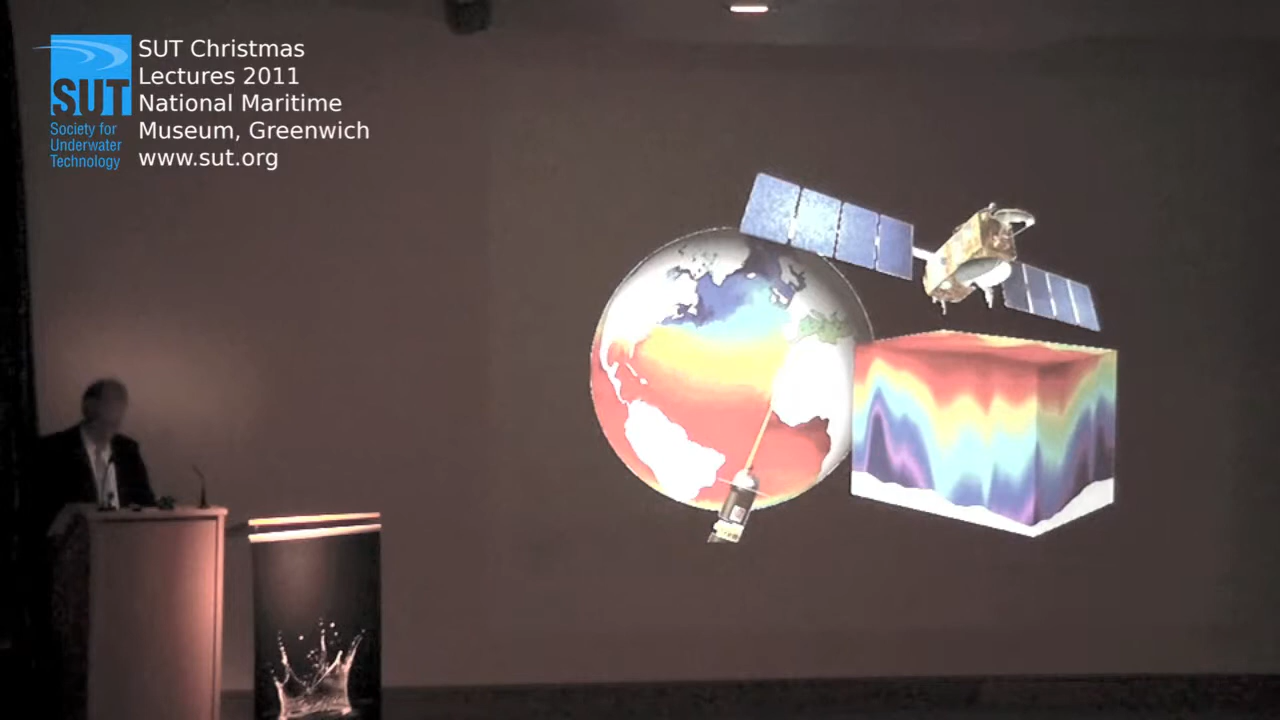 SUT Christmas
Lectures 2011
National Maritime
Museum, Greenwich
www.sut.org
SUT
Society for
Underwater
Technology